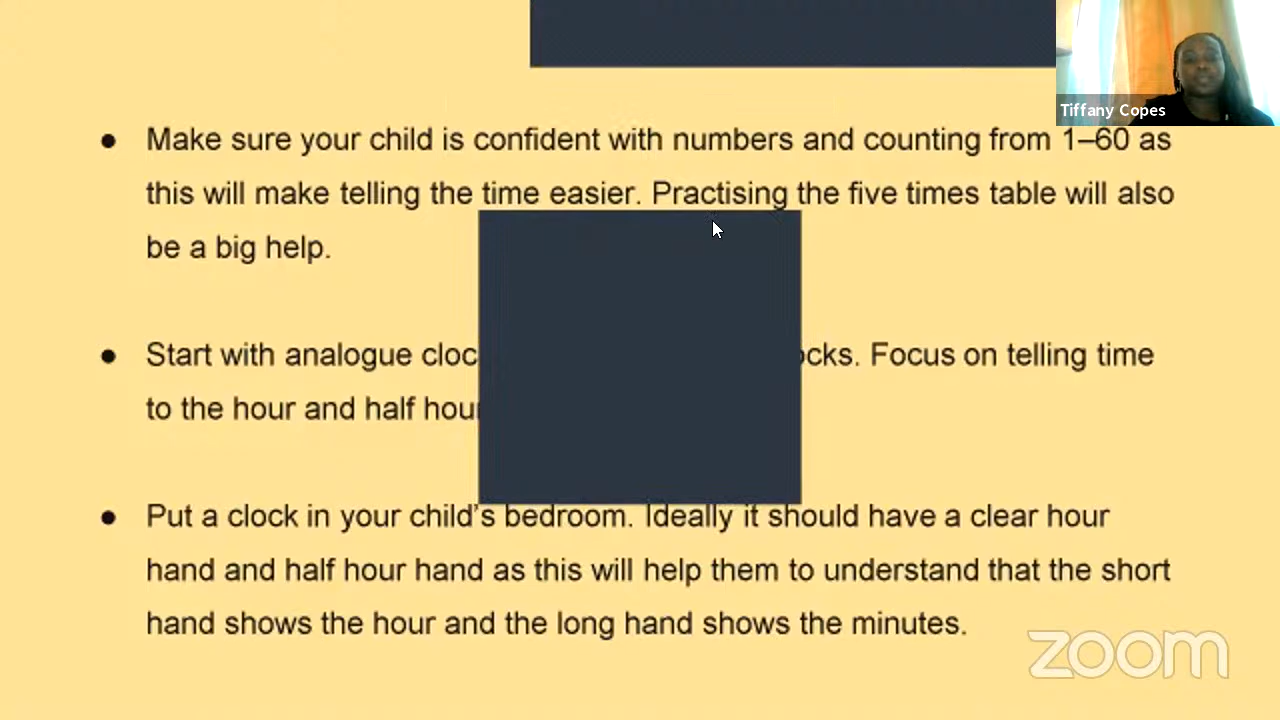 Tiffany Copes
● Make sure your child is confident with numbers and counting from 1–60 as
this will make telling the time easier. Practising the five times table will also
be a big help.
● Start with analogue Focus on telling time
to the hour and half
● Put a clock in your child's bedroom. Ideally it should have a clear hour
hand and half hour hand as this will help them to understand that the short
hand shows the hour and the long hand shows the minutes.
zoom